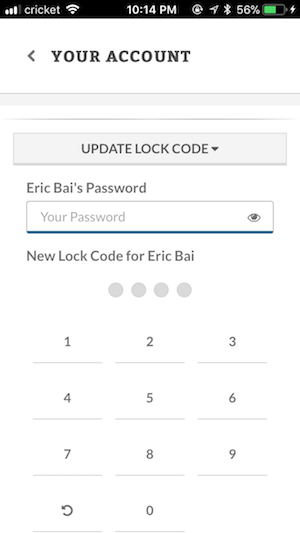 cricket 10:14 PM 56%
YOUR ACCOUNT
UPDATE LOCK CODE
Eric Bai's Password
Your Password
New Lock Code for Eric Bai
1 2 3
4 5 6
7 8 9
0